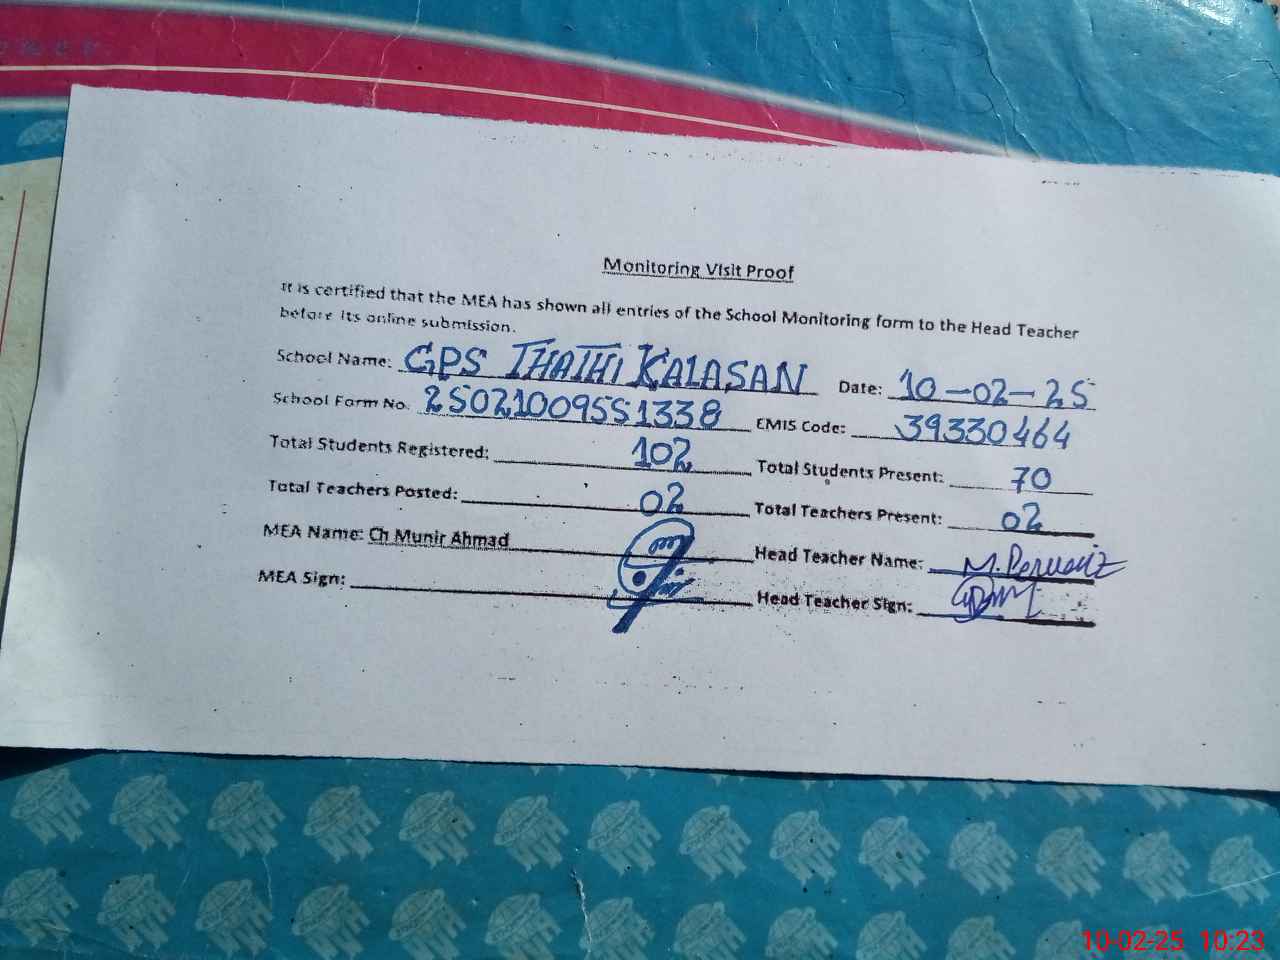 Monitoring Visit Proof
It is certified that the MEA has shown all entries of the School Monitoring form to the Head Teacher
before its online submission.
School Name: GPS THATHI KALASAN Date: 10-02-25
School Form No. 25021009551338 EMIS Code: 39330464
Total Students Registered: 102 Total Students Present: 70
Total Teachers Posted: 02 Total Teachers Present: 02
MEA Name: Ch Munir Ahmad Head Teacher Name: M. Pervaiz
MEA Sign: Head Teacher Sign:
10-02-25 10:23